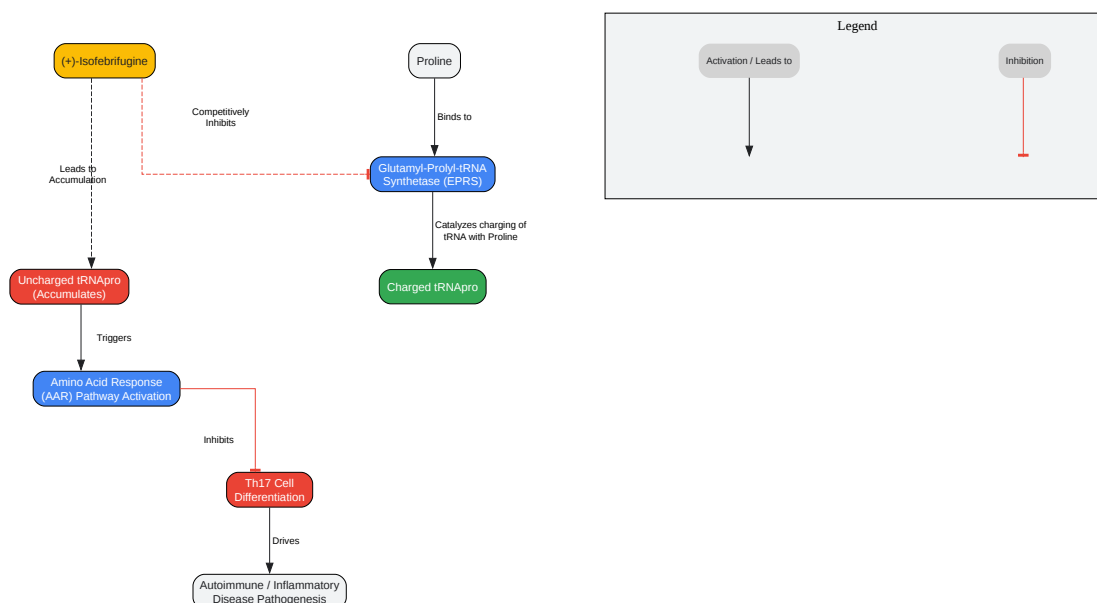 Legend
(+)-Isofebrifugine
Proline
Activation / Leads to
Inhibition
Competitively
Inhibits
Binds to
Leads to
Accumulation
Glutamyl-Prolyl-tRNA
Synthetase (EPRS)
Catalyzes charging of
tRNA with Proline
Uncharged tRNApro
(Accumulates)
Charged tRNApro
Triggers
Amino Acid Response
(AAR) Pathway Activation
Inhibits
Th17 Cell
Differentiation
Drives
Autoimmune / Inflammatory
Disease Pathogenesis